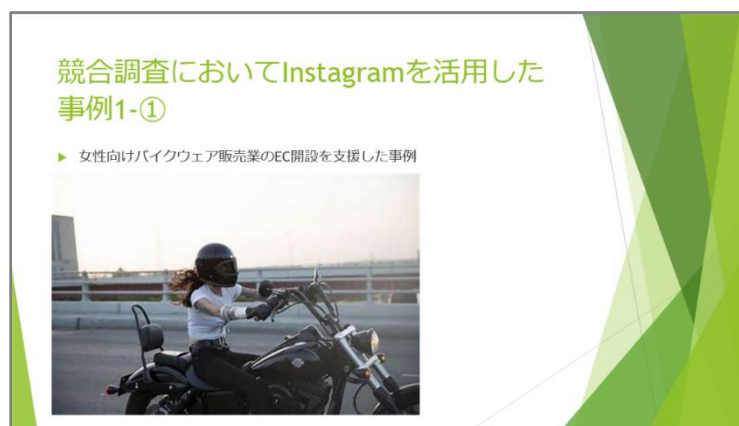 競合調査においてInstagramを活用した
事例1-①
女性向けバイクウェア販売業のEC開設を支援した事例